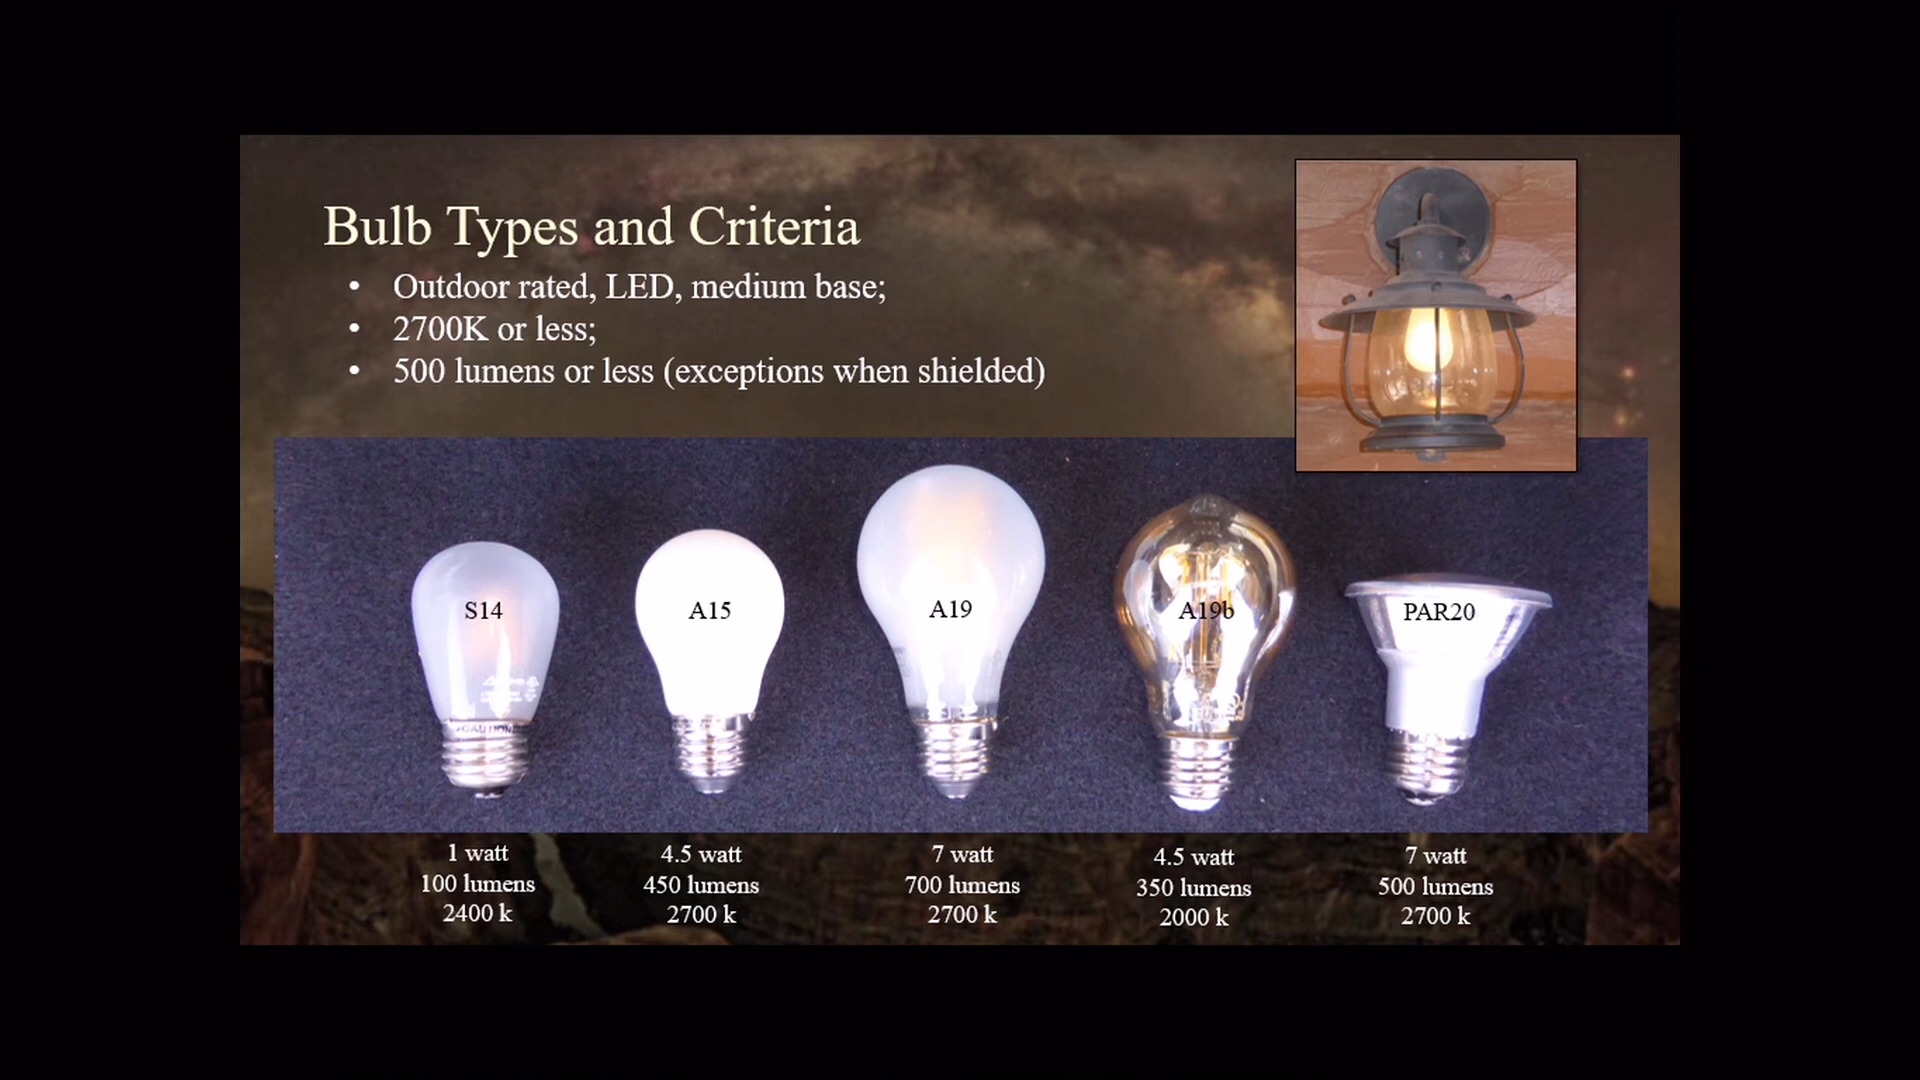 Bulb Types and Criteria
• Outdoor rated, LED, medium base;
• 2700K or less;
• 500 lumens or less (exceptions when shielded)
S14
A15
A19
A19b
PAR20
CAUTION
1 watt
100 lumens
2400 k
4.5 watt
450 lumens
2700 k
7 watt
700 lumens
2700 k
4.5 watt
350 lumens
2000 k
7 watt
500 lumens
2700 k